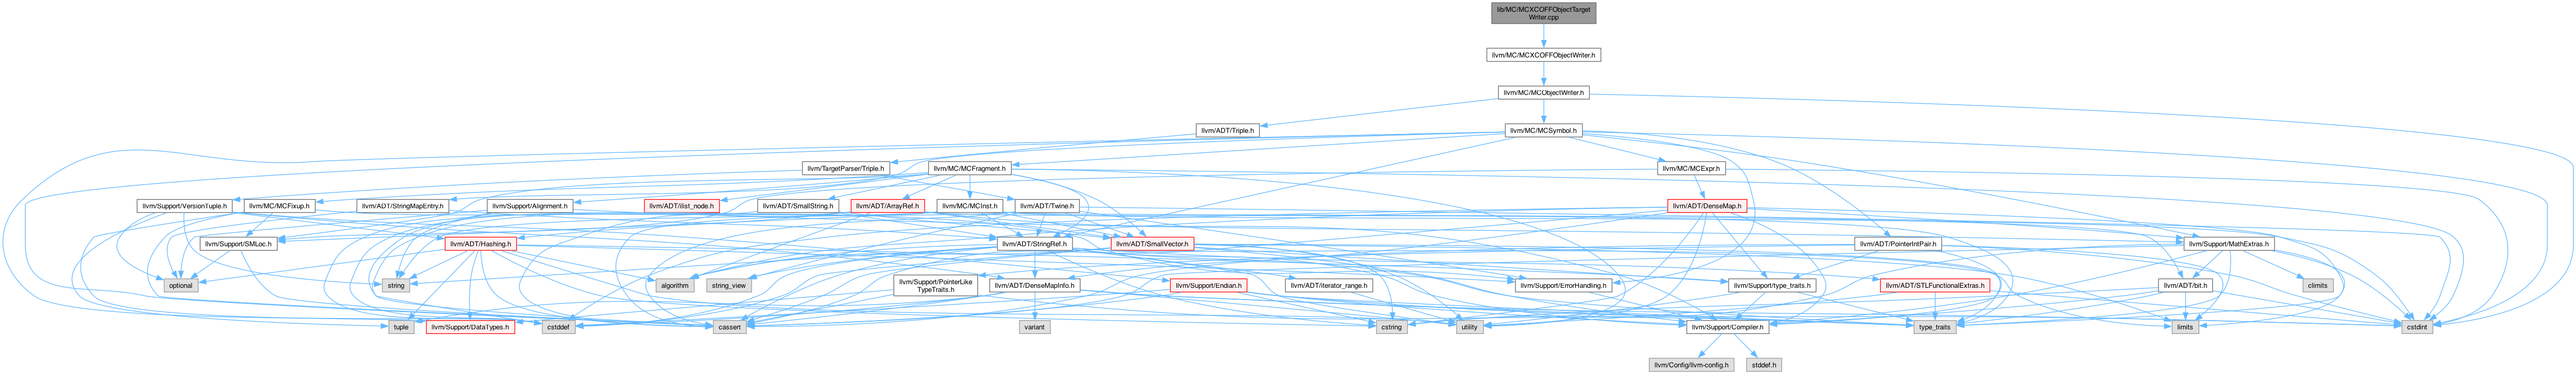 lib/MC/MCXCOFFObjectTarget
Writer.cpp
llvm/MC/MCXCOFFObjectWriter.h
llvm/MC/MCObjectWriter.h
llvm/ADT/Triple.h
llvm/MC/MCSymbol.h
llvm/TargetParser/Triple.h
llvm/MC/MCFragment.h
llvm/MC/MCExpr.h
llvm/Support/VersionTuple.h
llvm/MC/MCFixup.h
llvm/ADT/StringMapEntry.h
llvm/Support/Alignment.h
llvm/ADT/ilist_node.h
llvm/ADT/SmallString.h
llvm/ADT/ArrayRef.h
llvm/MC/MCInst.h
llvm/ADT/Twine.h
llvm/ADT/DenseMap.h
llvm/Support/SMLoc.h
llvm/ADT/Hashing.h
llvm/ADT/StringRef.h
llvm/ADT/SmallVector.h
llvm/ADT/PointerIntPair.h
llvm/Support/MathExtras.h
optional
string
algorithm
string_view
llvm/Support/PointerLike
TypeTraits.h
llvm/ADT/DenseMapInfo.h
llvm/Support/Endian.h
llvm/ADT/iterator_range.h
llvm/Support/ErrorHandling.h
llvm/Support/type_traits.h
llvm/ADT/STLFunctionalExtras.h
llvm/ADT/bit.h
climits
tuple
llvm/Support/DataTypes.h
cstddef
cassert
variant
cstring
utility
llvm/Support/Compiler.h
type_traits
limits
cstdint
llvm/Config/llvm-config.h
stddef.h